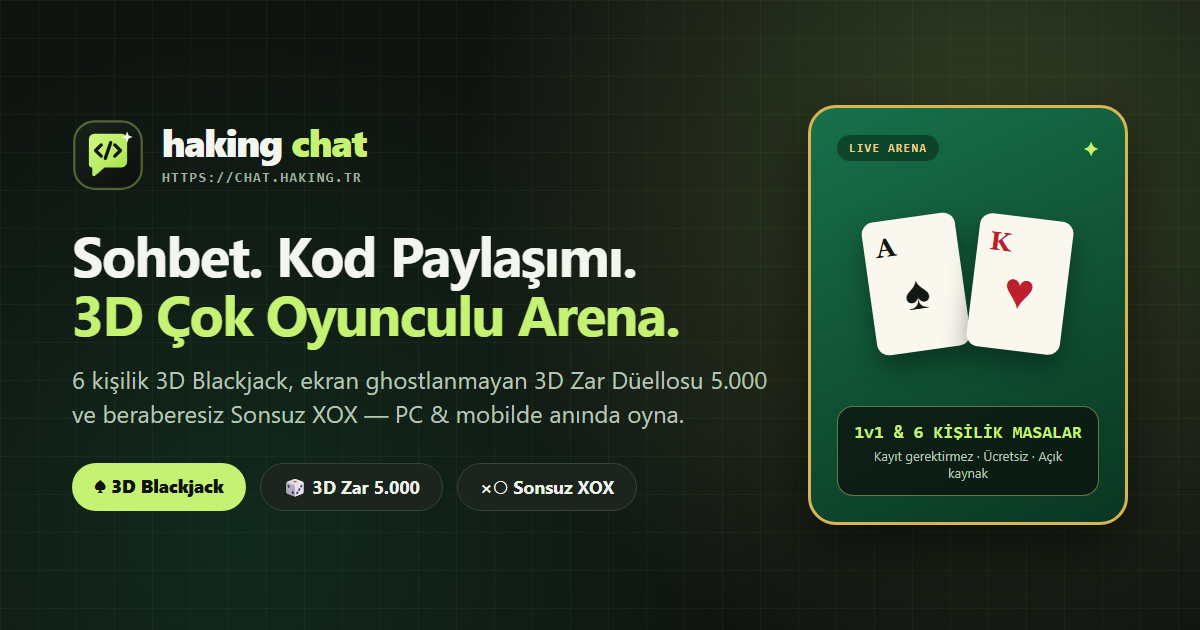 haking chat
HTTPS://CHAT.HAKING.TR
Sohbet. Kod Paylaşımı.
3D Çok Oyunculu Arena.
6 kişilik 3D Blackjack, ekran ghostlanmayan 3D Zar Düellosu 5.000
ve beraberesiz Sonsuz XOX — PC & mobilde anında oyna.
♠ 3D Blackjack
🎲 3D Zar 5.000
×○ Sonsuz XOX
LIVE ARENA
A
♠
K
♥
1v1 & 6 KİŞİLİK MASALAR
Kayıt gerektirmez · Ücretsiz · Açık
kaynak